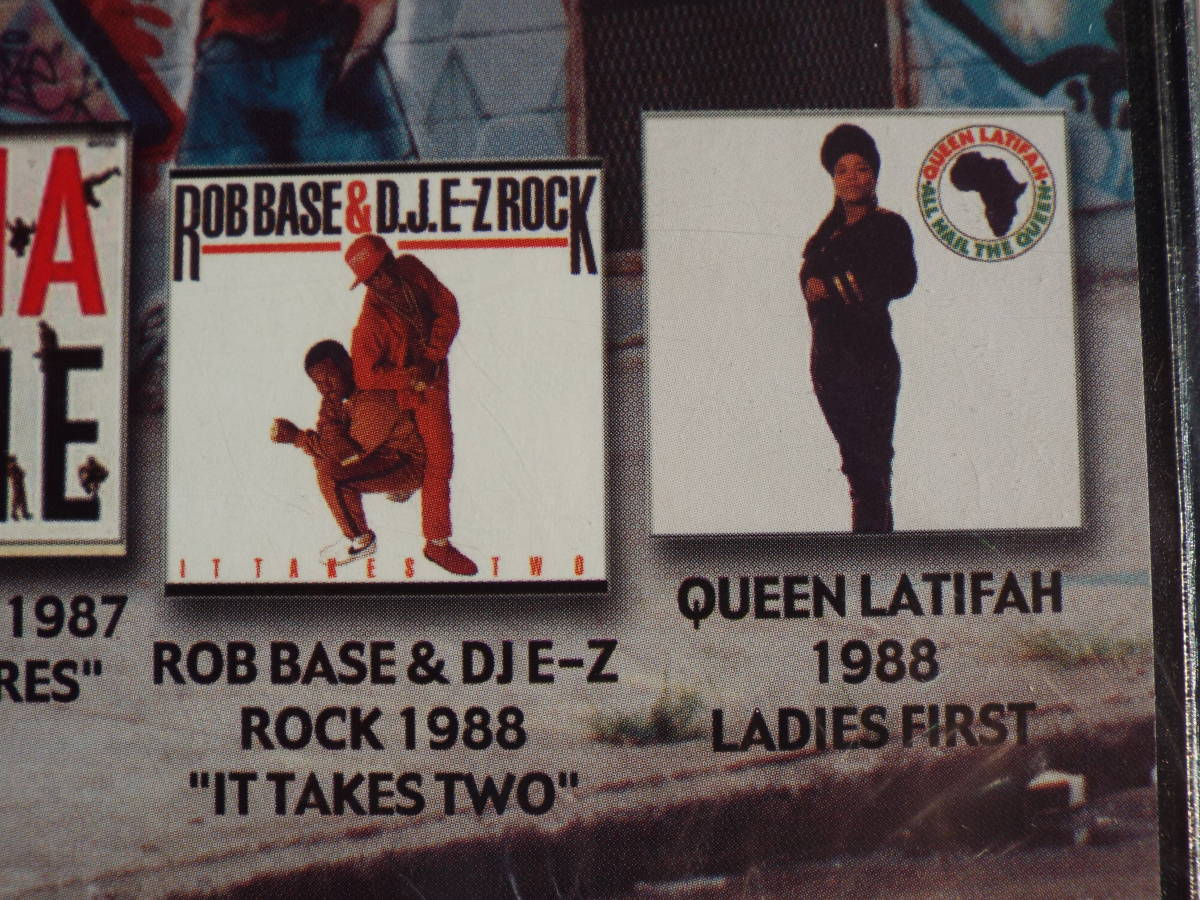 A
E
1987
RES"
ROB BASE & D.J. E-Z ROCK
IT TAKES TWO
ROB BASE & DJ E-Z
ROCK 1988
"IT TAKES TWO"
QUEEN LATIFAH
ALL HAIL THE QUEEN
QUEEN LATIFAH
1988
LADIES FIRST